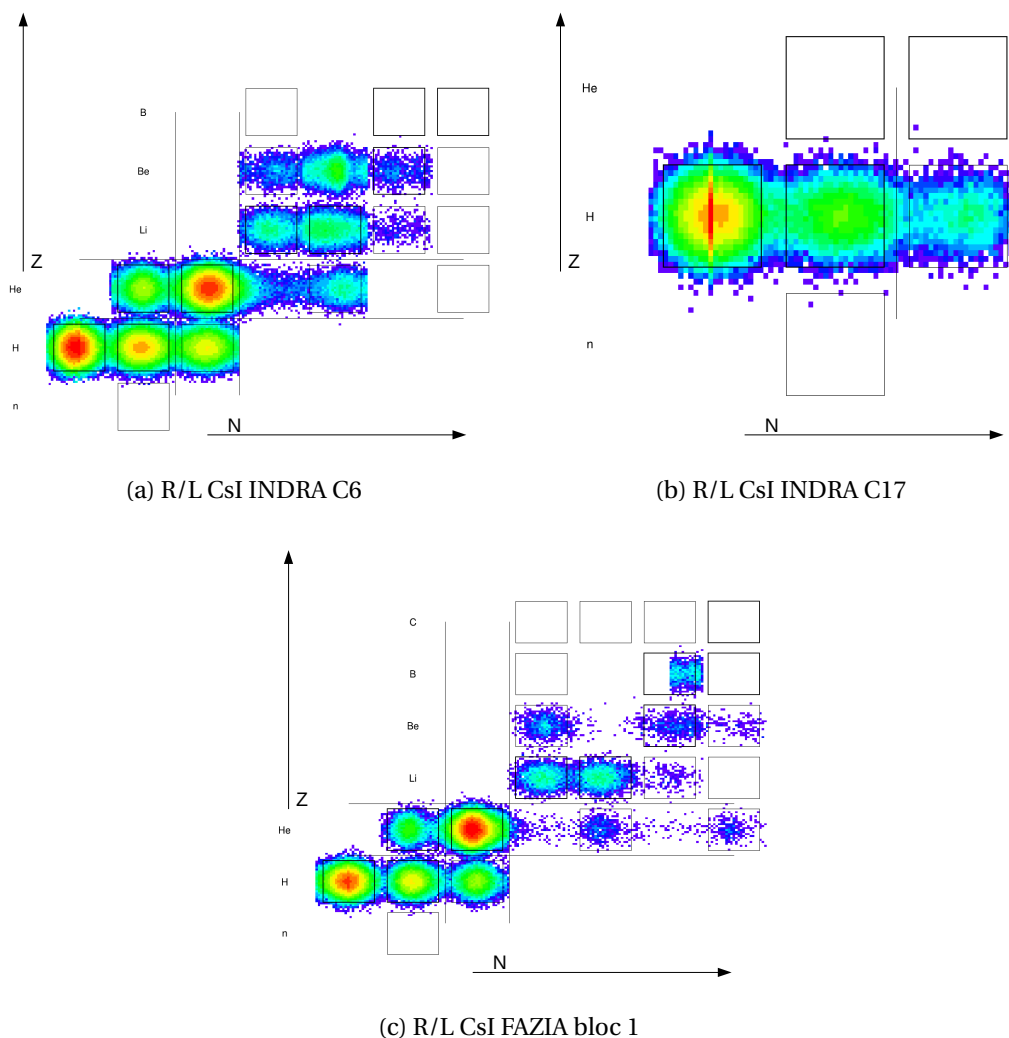 B
Be
Li
Z
He
H
n
N
(a) R/L CsI INDRA C6
He
H
Z
n
N
(b) R/L CsI INDRA C17
C
B
Be
Li
Z
He
H
n
N
(c) R/L CsI FAZIA bloc 1